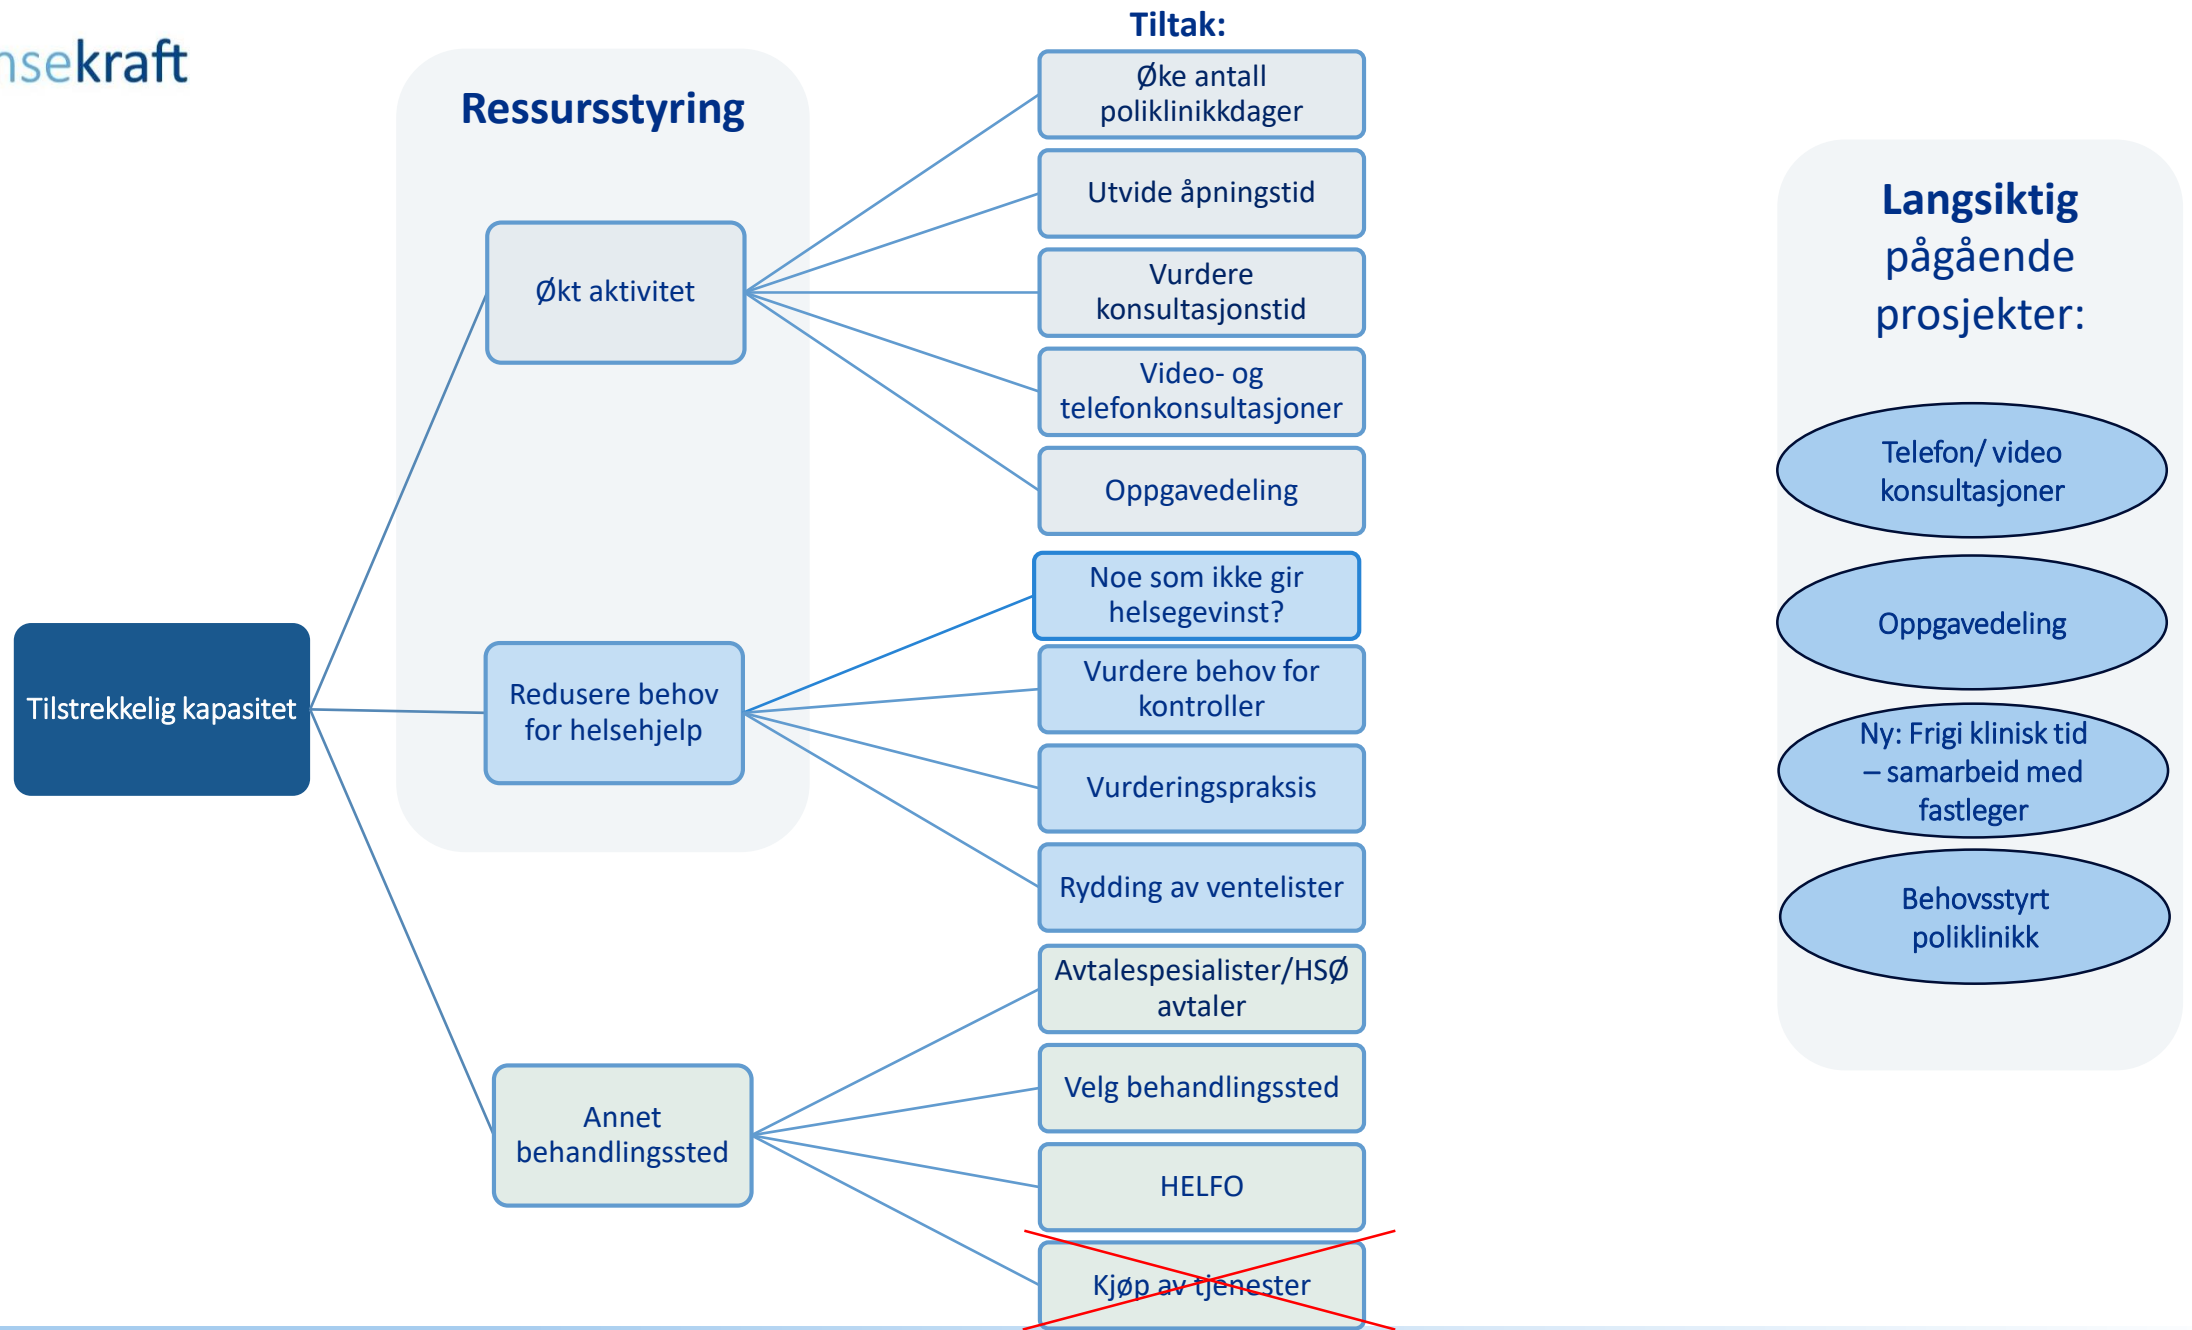 nsekraft
Tiltak:
Ressursstyring
Øke antall
poliklinikkdager
Utvide åpningstid
Økt aktivitet
Vurdere
konsultasjonstid
Video- og
telefonkonsultasjoner
Oppgavedeling
Tilstrekkelig kapasitet
Redusere behov
for helsehjelp
Noe som ikke gir
helsegevinst?
Vurdere behov for
kontroller
Vurderingspraksis
Rydding av ventelister
Annet
behandlingssted
Avtalespesialister/HSØ
avtaler
Velg behandlingssted
HELFO
Kjøp av tjenester
Langsiktig
pågående
prosjekter:
Telefon/ video
konsultasjoner
Oppgavedeling
Ny: Frigi klinisk tid
– samarbeid med
fastleger
Behovsstyrt
poliklinikk